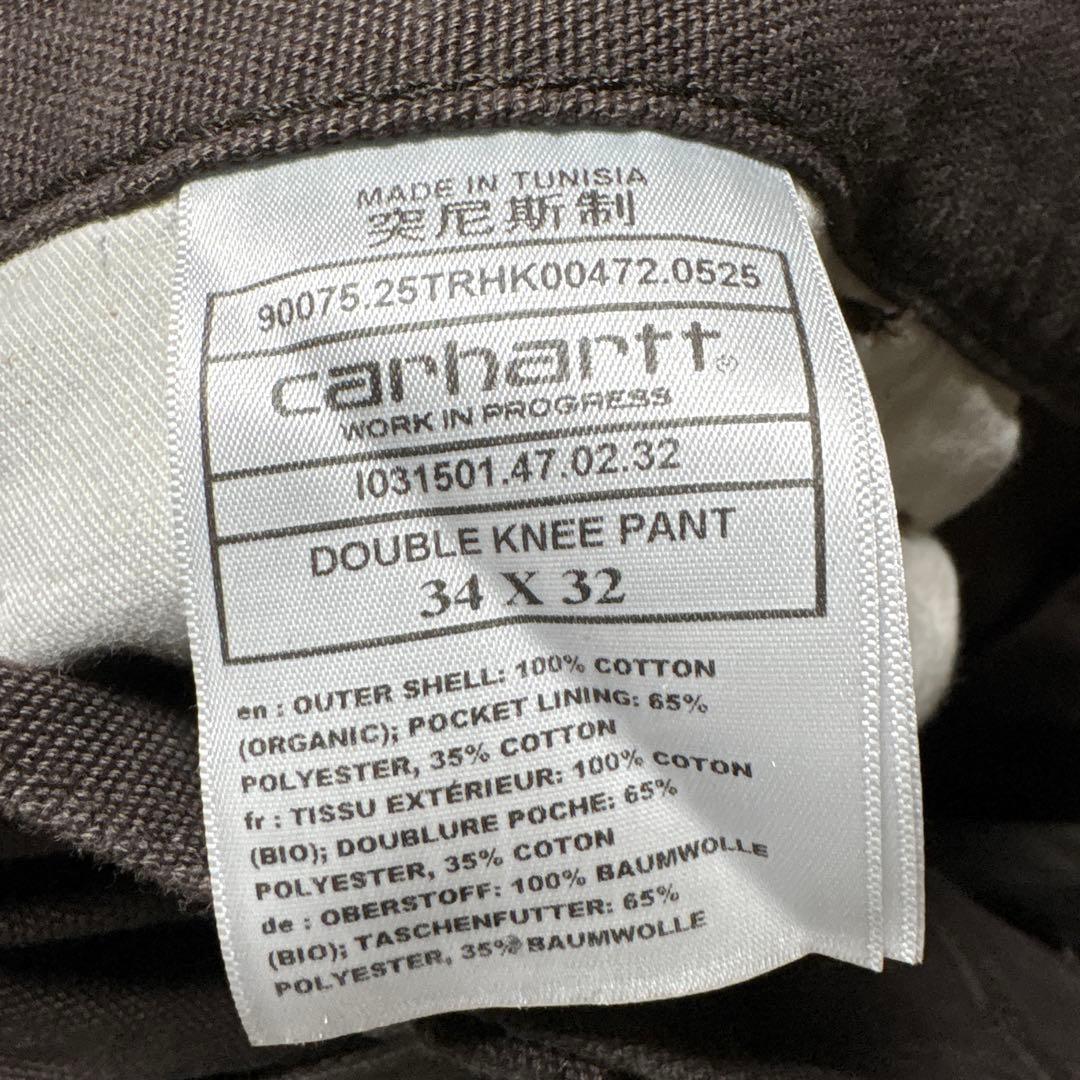 MADE IN TUNISIA
突尼斯制
90075.25TRHK00472.0525
carhartt®
WORK IN PROGRESS
I031501.47.02.32
DOUBLE KNEE PANT
34 X 32
en : OUTER SHELL: 100% COTTON
(ORGANIC); POCKET LINING: 65%
POLYESTER, 35% COTTON
fr : TISSU EXTÉRIEUR: 100% COTON
(BIO); DOUBLURE POCHE: 65%
POLYESTER, 35% COTON
de : OBERSTOFF: 100% BAUMWOLLE
(BIO); TASCHENFUTTER: 65%
POLYESTER, 35% BAUMWOLLE